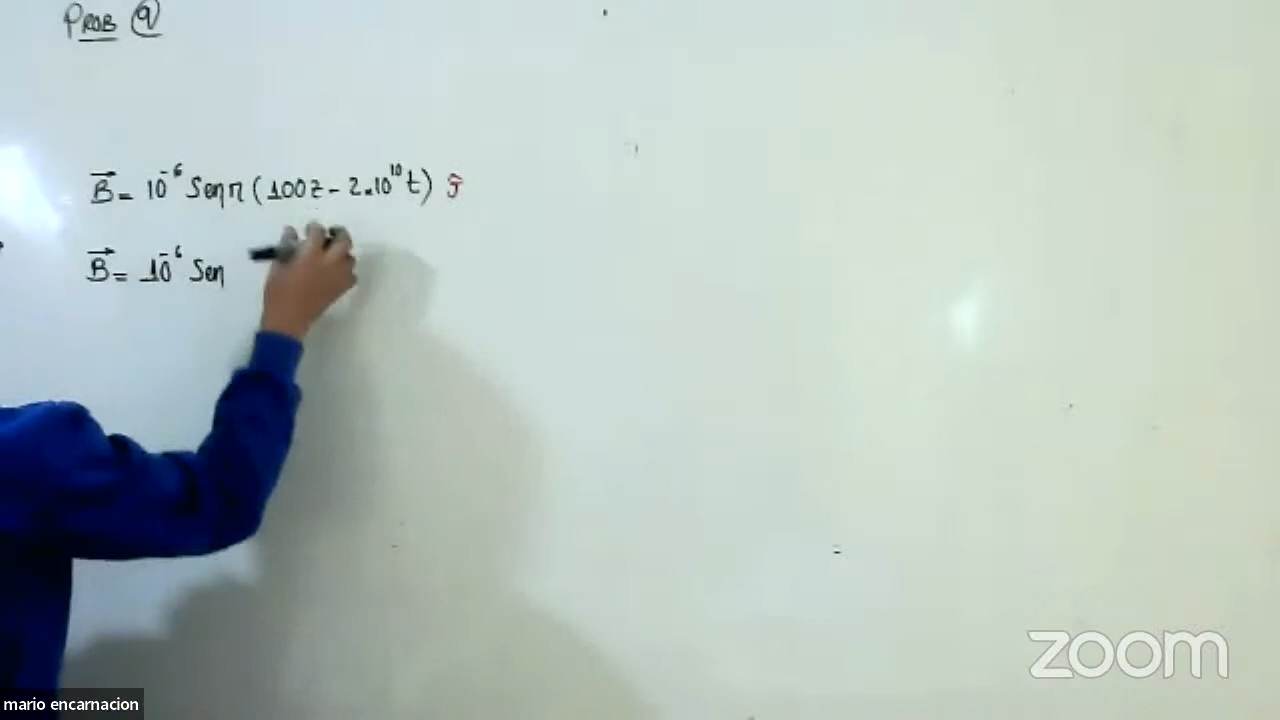 PROB 9
B = 10⁻⁶ Sen π (100z - 2.10¹⁰t) ĵ
B = 10⁻⁶ Sen
zoom
mario encarnacion